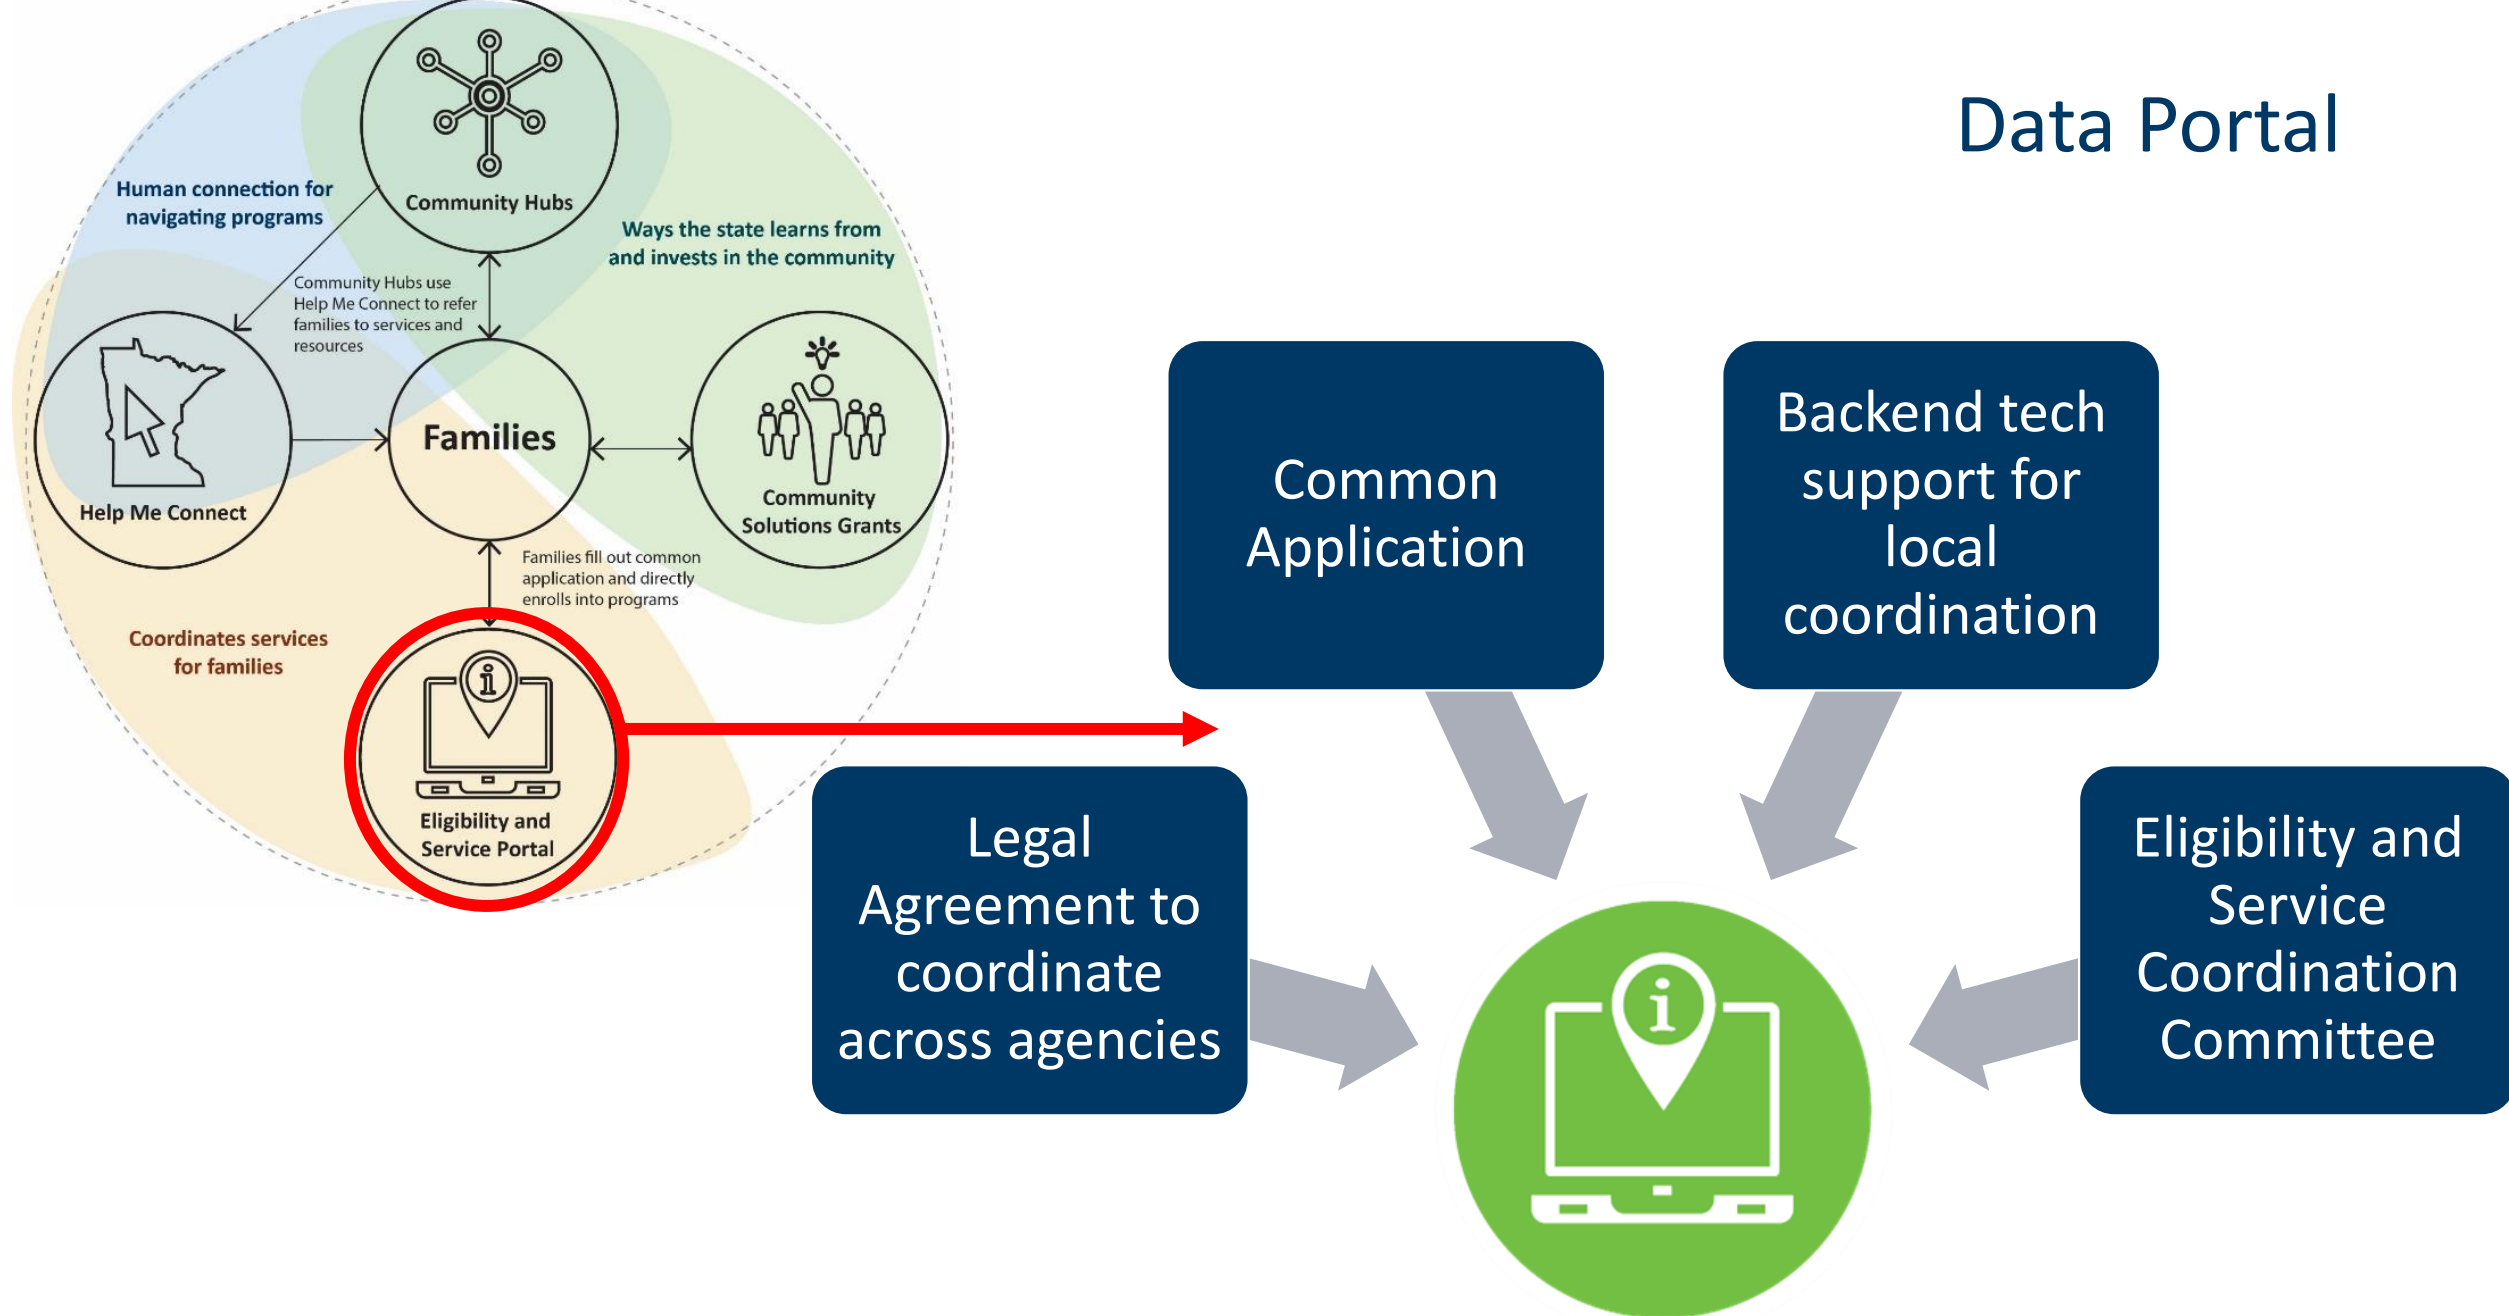 Data Portal
Community Hubs
Human connection for
navigating programs
Ways the state learns from
and invests in the community
Community Hubs use
Help Me Connect to refer
families to services and
resources
Families
Help Me Connect
Community
Solutions Grants
Families fill out common
application and directly
enrolls into programs
Coordinates services
for families
Eligibility and
Service Portal
Common
Application
Backend tech
support for
local
coordination
Legal
Agreement to
coordinate
across agencies
Eligibility and
Service
Coordination
Committee